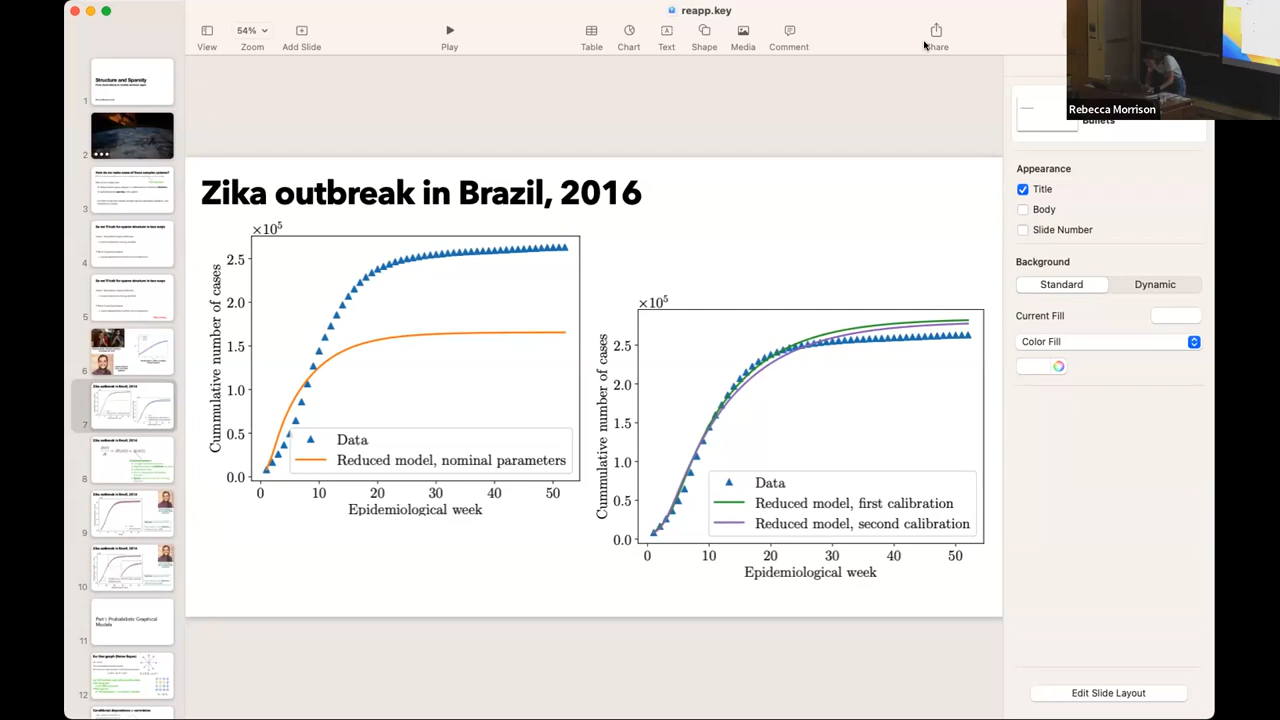 reapp.key
54%
View
Zoom
Add Slide
Play
Table
Chart
Text
Shape
Media
Comment
Share
Rebecca Morrison
Bullets
Structure and Sparsity
1
2
3
4
5
6
7
8
9
10
11
12
Zika outbreak in Brazil, 2016
Part I: Probabilistic Graphical
Models
Zika outbreak in Brazil, 2016
×10⁵
2.5
2.0
1.5
1.0
0.5
0.0
Cummulative number of cases
Data
Reduced model, nominal parameters
0 10 20 30 40 50
Epidemiological week
×10⁵
2.5
2.0
1.5
1.0
0.5
0.0
Cummulative number of cases
Data
Reduced model, first calibration
Reduced model, second calibration
0 10 20 30 40 50
Epidemiological week
Appearance
Title
Body
Slide Number
Background
Standard
Dynamic
Current Fill
Color Fill
Edit Slide Layout